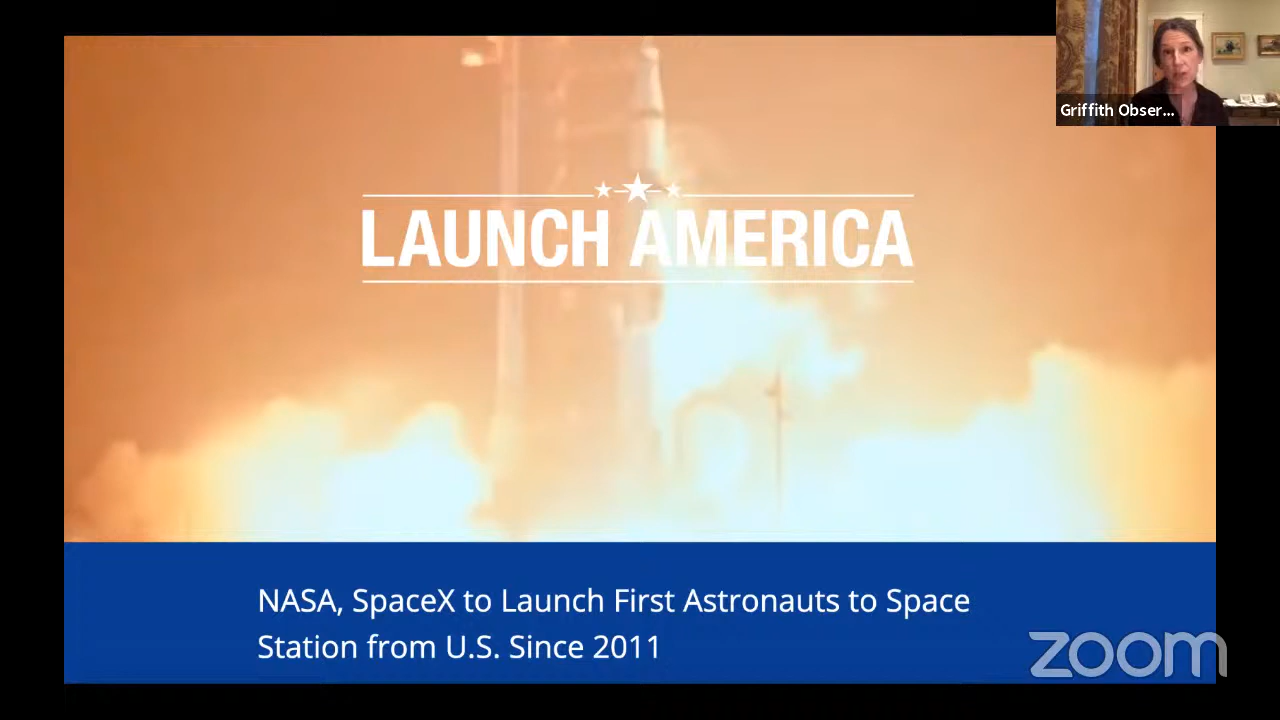 Griffith Obser...
LAUNCH AMERICA
NASA, SpaceX to Launch First Astronauts to Space
Station from U.S. Since 2011
zoom